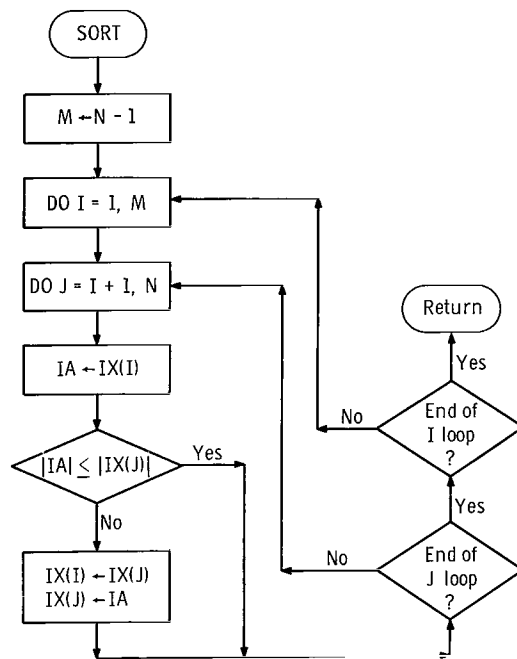 SORT
M ← N - 1
DO I = 1, M
DO J = I + 1, N
IA ← IX(I)
|IA| ≤ |IX(J)|
Yes
No
IX(I) ← IX(J)
IX(J) ← IA
Return
Yes
End of
I loop
?
No
Yes
End of
J loop
?
No